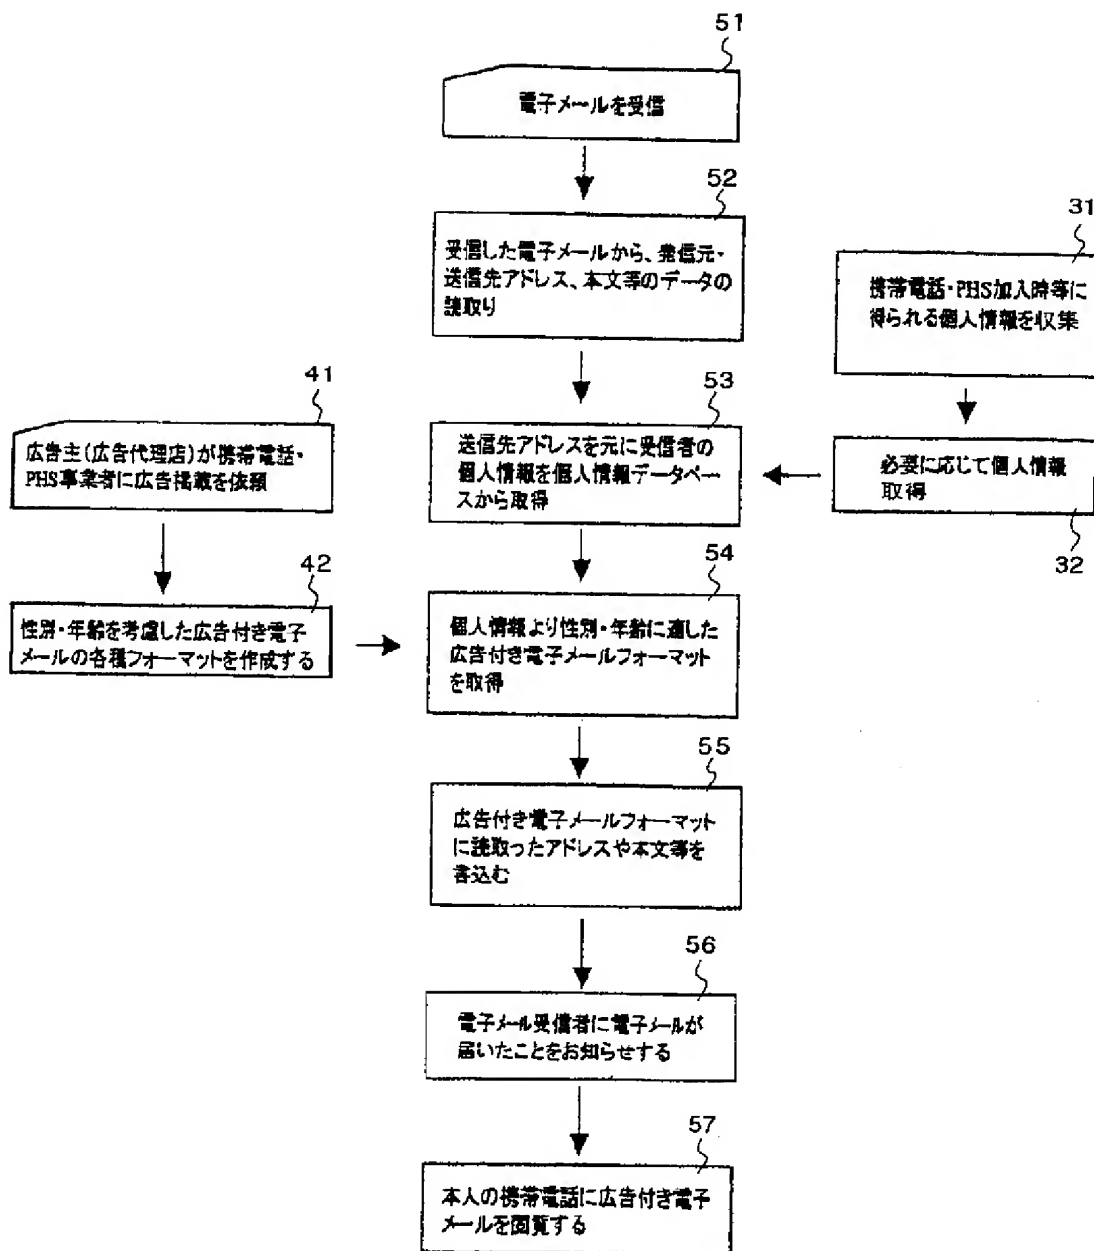 51
電子メールを受信
52
受信した電子メールから、発信元・
送信先アドレス、本文等のデータの
読取り
31
携帯電話・PHS加入時等に
得られる個人情報を収集
41
広告主(広告代理店)が携帯電話・
PHS事業者に広告掲載を依頼
53
送信先アドレスを元に受信者の
個人情報を個人情報データベー
スから取得
必要に応じて個人情報
取得
32
42
性別・年齢を考慮した広告付き電子
メールの各種フォーマットを作成する
54
個人情報より性別・年齢に適した
広告付き電子メールフォーマット
を取得
55
広告付き電子メールフォーマット
に読取ったアドレスや本文等を
書込む
56
電子メール受信者に電子メールが
届いたことをお知らせする
57
本人の携帯電話に広告付き電子
メールを閲覧する